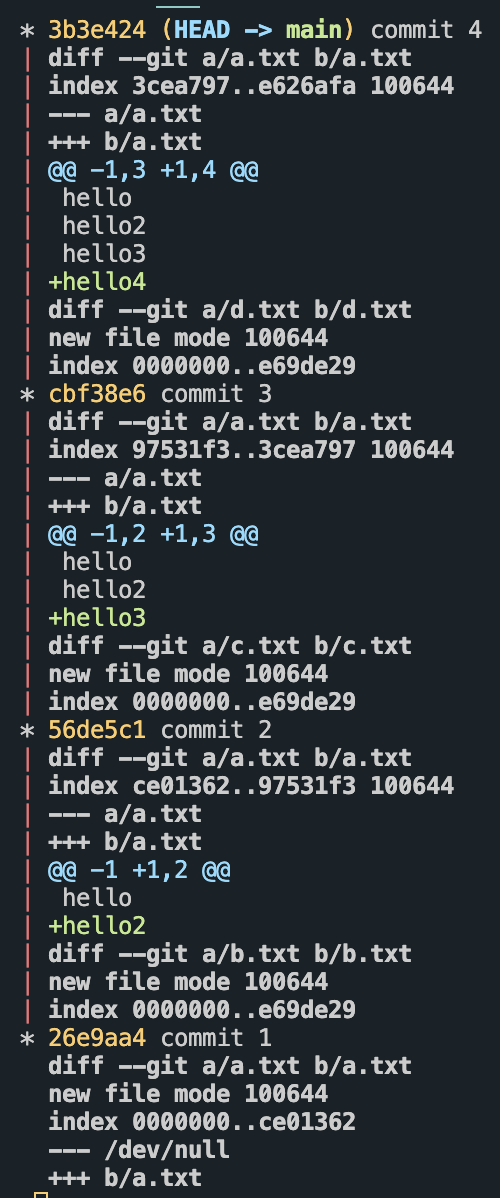 * 3b3e424 (HEAD -> main) commit 4
| diff --git a/a.txt b/a.txt
| index 3cea797..e626afa 100644
| --- a/a.txt
| +++ b/a.txt
| @@ -1,3 +1,4 @@
|  hello
|  hello2
|  hello3
| +hello4
| diff --git a/d.txt b/d.txt
| new file mode 100644
| index 0000000..e69de29
* cbf38e6 commit 3
| diff --git a/a.txt b/a.txt
| index 97531f3..3cea797 100644
| --- a/a.txt
| +++ b/a.txt
| @@ -1,2 +1,3 @@
|  hello
|  hello2
| +hello3
| diff --git a/c.txt b/c.txt
| new file mode 100644
| index 0000000..e69de29
* 56de5c1 commit 2
| diff --git a/a.txt b/a.txt
| index ce01362..97531f3 100644
| --- a/a.txt
| +++ b/a.txt
| @@ -1 +1,2 @@
|  hello
| +hello2
| diff --git a/b.txt b/b.txt
| new file mode 100644
| index 0000000..e69de29
* 26e9aa4 commit 1
  diff --git a/a.txt b/a.txt
  new file mode 100644
  index 0000000..ce01362
  --- /dev/null
  +++ b/a.txt